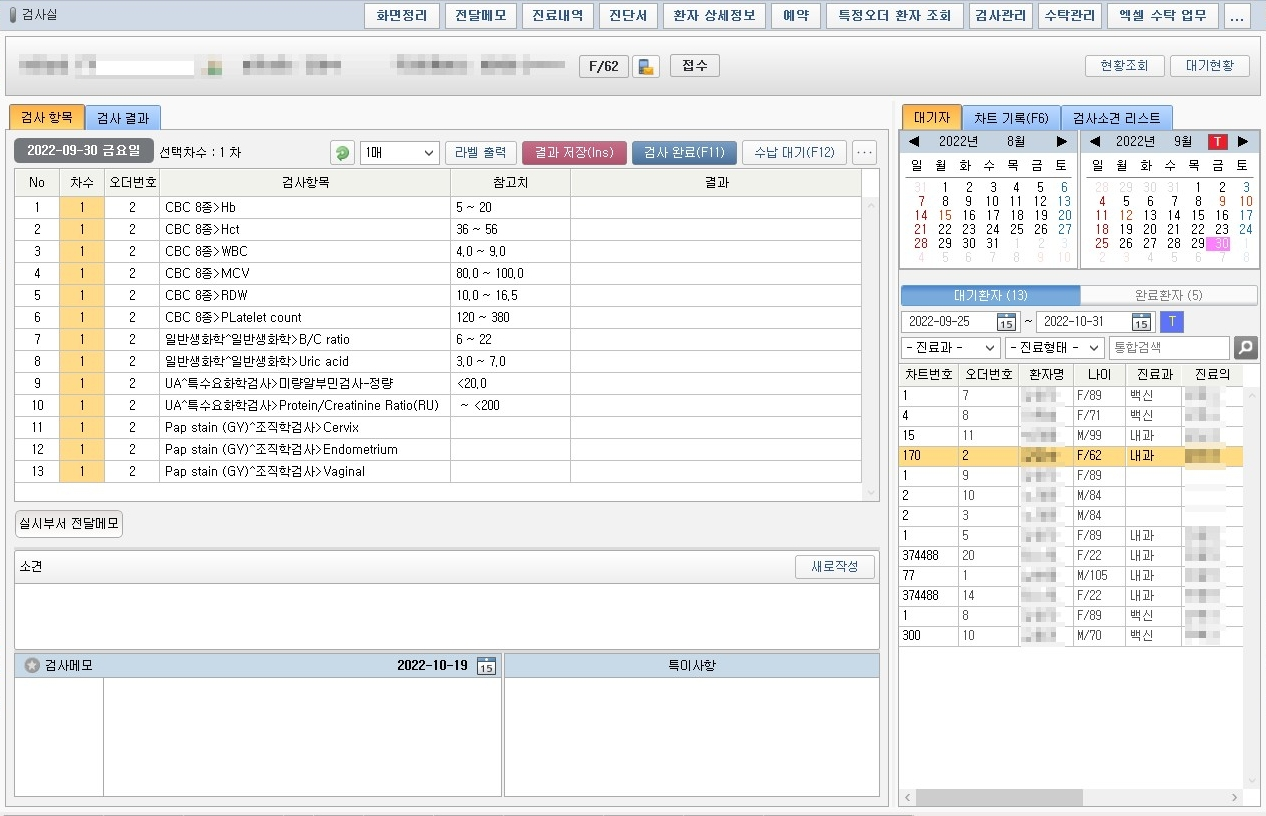 검사실
화면정리 전달메모 진료내역 진단서 환자 상세정보 예약 특정오더 환자 조회 검사관리 수탁관리 엑셀 수탁 업무 ...
F/62 접수 현황조회 대기현황
검사 항목 검사 결과
2022-09-30 금요일 선택차수 : 1 차 1매 라벨 출력 결과 저장(Ins) 검사 완료(F11) 수납 대기(F12) ...
No 차수 오더번호 검사항목 참고치 결과
1 1 2 CBC 8종>Hb 5 ~ 20
2 1 2 CBC 8종>Hct 36 ~ 56
3 1 2 CBC 8종>WBC 4,0 ~ 9,0
4 1 2 CBC 8종>MCV 80,0 ~ 100,0
5 1 2 CBC 8종>RDW 10,0 ~ 16,5
6 1 2 CBC 8종>PLatelet count 120 ~ 380
7 1 2 일반생화학^일반생화학>B/C ratio 6 ~ 22
8 1 2 일반생화학^일반생화학>Uric acid 3,0 ~ 7,0
9 1 2 UA^특수요화학검사>미량알부민검사-정량 <20,0
10 1 2 UA^특수요화학검사>Protein/Creatinine Ratio(RU) ~ <200
11 1 2 Pap stain (GY)^조직학검사>Cervix
12 1 2 Pap stain (GY)^조직학검사>Endometrium
13 1 2 Pap stain (GY)^조직학검사>Vaginal
실시부서 전달메모
소견 새로작성
검사메모 2022-10-19 15 특이사항
대기자 차트 기록(F6) 검사소견 리스트
◀ 2022년 8월 ▶
일 월 화 수 목 금 토
31 1 2 3 4 5 6
7 8 9 10 11 12 13
14 15 16 17 18 19 20
21 22 23 24 25 26 27
28 29 30 31 1 2 3
4 5 6 7 8 9 10
◀ 2022년 9월 T ▶
일 월 화 수 목 금 토
28 29 30 31 1 2 3
4 5 6 7 8 9 10
11 12 13 14 15 16 17
18 19 20 21 22 23 24
25 26 27 28 29 30 1
2 3 4 5 6 7 8
대기환자 (13) 완료환자 (5)
2022-09-25 15 ~ 2022-10-31 15 T
- 진료과 - - 진료형태 - 통합검색
차트번호 오더번호 환자명 나이 진료과 진료의
1 7 F/89 백신
4 8 F/71 백신
15 11 M/99 내과
170 2 F/62 내과
1 9 F/89
2 10 M/84
2 3 M/84
1 5 F/89 내과
374488 20 F/22 내과
77 1 M/105 내과
374488 14 F/22 내과
1 8 F/89 백신
300 10 M/70 백신